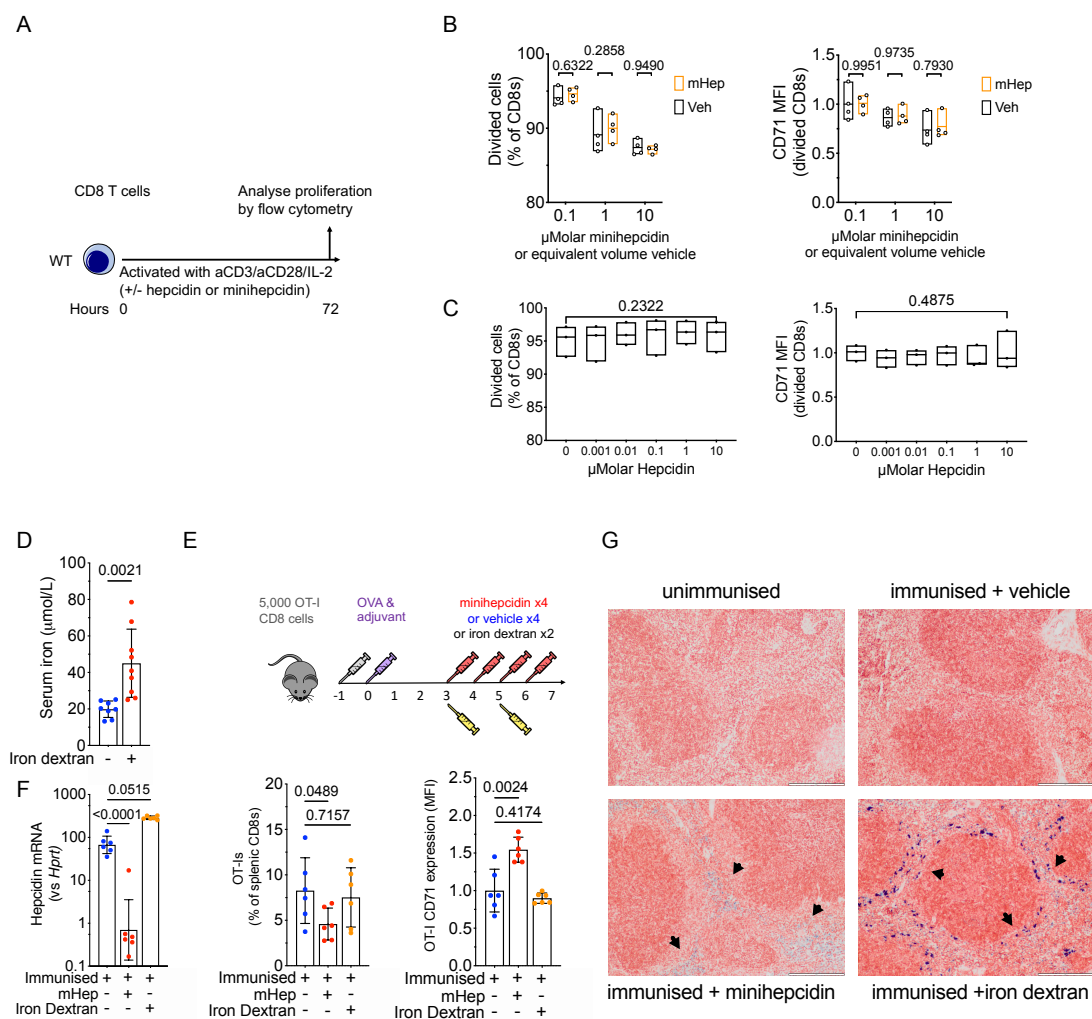 A
CD8 T cells
Analyse proliferation
by flow cytometry
WT
Activated with aCD3/aCD28/IL-2
(+/- hepcidin or minihepcidin)
Hours 0 72
B
Divided cells
(% of CD8s)
100
90
80
0.6322
0.2858
0.9490
mHep
Veh
0.1 1 10
µMolar minihepcidin
or equivalent volume vehicle
CD71 MFI
(divided CD8s)
1.5
1.0
0.5
0.0
0.9951
0.9735
0.7930
mHep
Veh
0.1 1 10
µMolar minihepcidin
or equivalent volume vehicle
C
Divided cells
(% of CD8s)
100
95
90
85
80
0.2322
0 0.001 0.01 0.1 1 10
µMolar Hepcidin
CD71 MFI
(divided CD8s)
1.5
1.0
0.5
0.0
0.4875
0 0.001 0.01 0.1 1 10
µMolar Hepcidin
D
Serum iron (µmol/L)
100
80
60
40
20
0
0.0021
Iron dextran - +
E
5,000 OT-I
CD8 cells
OVA &
adjuvant
minihepcidin x4
or vehicle x4
or iron dextran x2
-1 0 1 2 3 4 5 6 7
OT-Is
(% of splenic CD8s)
20
15
10
5
0
0.0489
0.7157
Immunised + + +
mHep - + -
Iron Dextran - - +
OT-I CD71 expression (MFI)
2.5
2.0
1.5
1.0
0.5
0.0
0.0024
0.4174
Immunised + + +
mHep - + -
Iron Dextran - - +
F
Hepcidin mRNA
(vs Hprt)
1000
100
10
1
0.1
0.0515
<0.0001
Immunised + + +
mHep - + -
Iron Dextran - - +
G
unimmunised
immunised + vehicle
immunised + minihepcidin
immunised +iron dextran